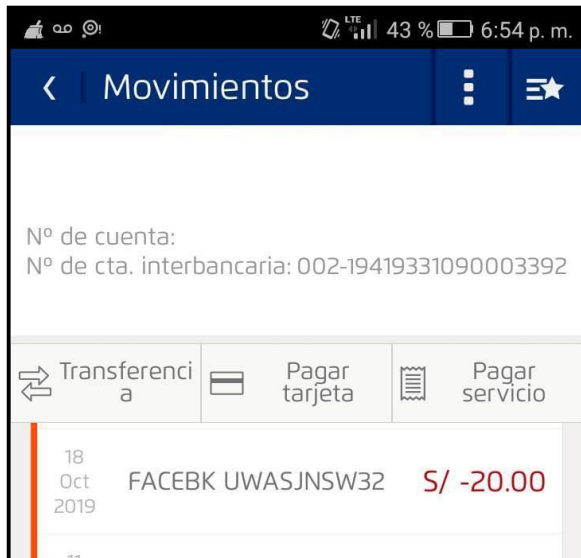 LTE 43 % 6:54 p. m.
Movimientos
Nº de cuenta:
Nº de cta. interbancaria: 002-19419331090003392
Transferenci
a
Pagar
tarjeta
Pagar
servicio
18
Oct
2019
FACEBK UWASJNSW32 S/ -20.00